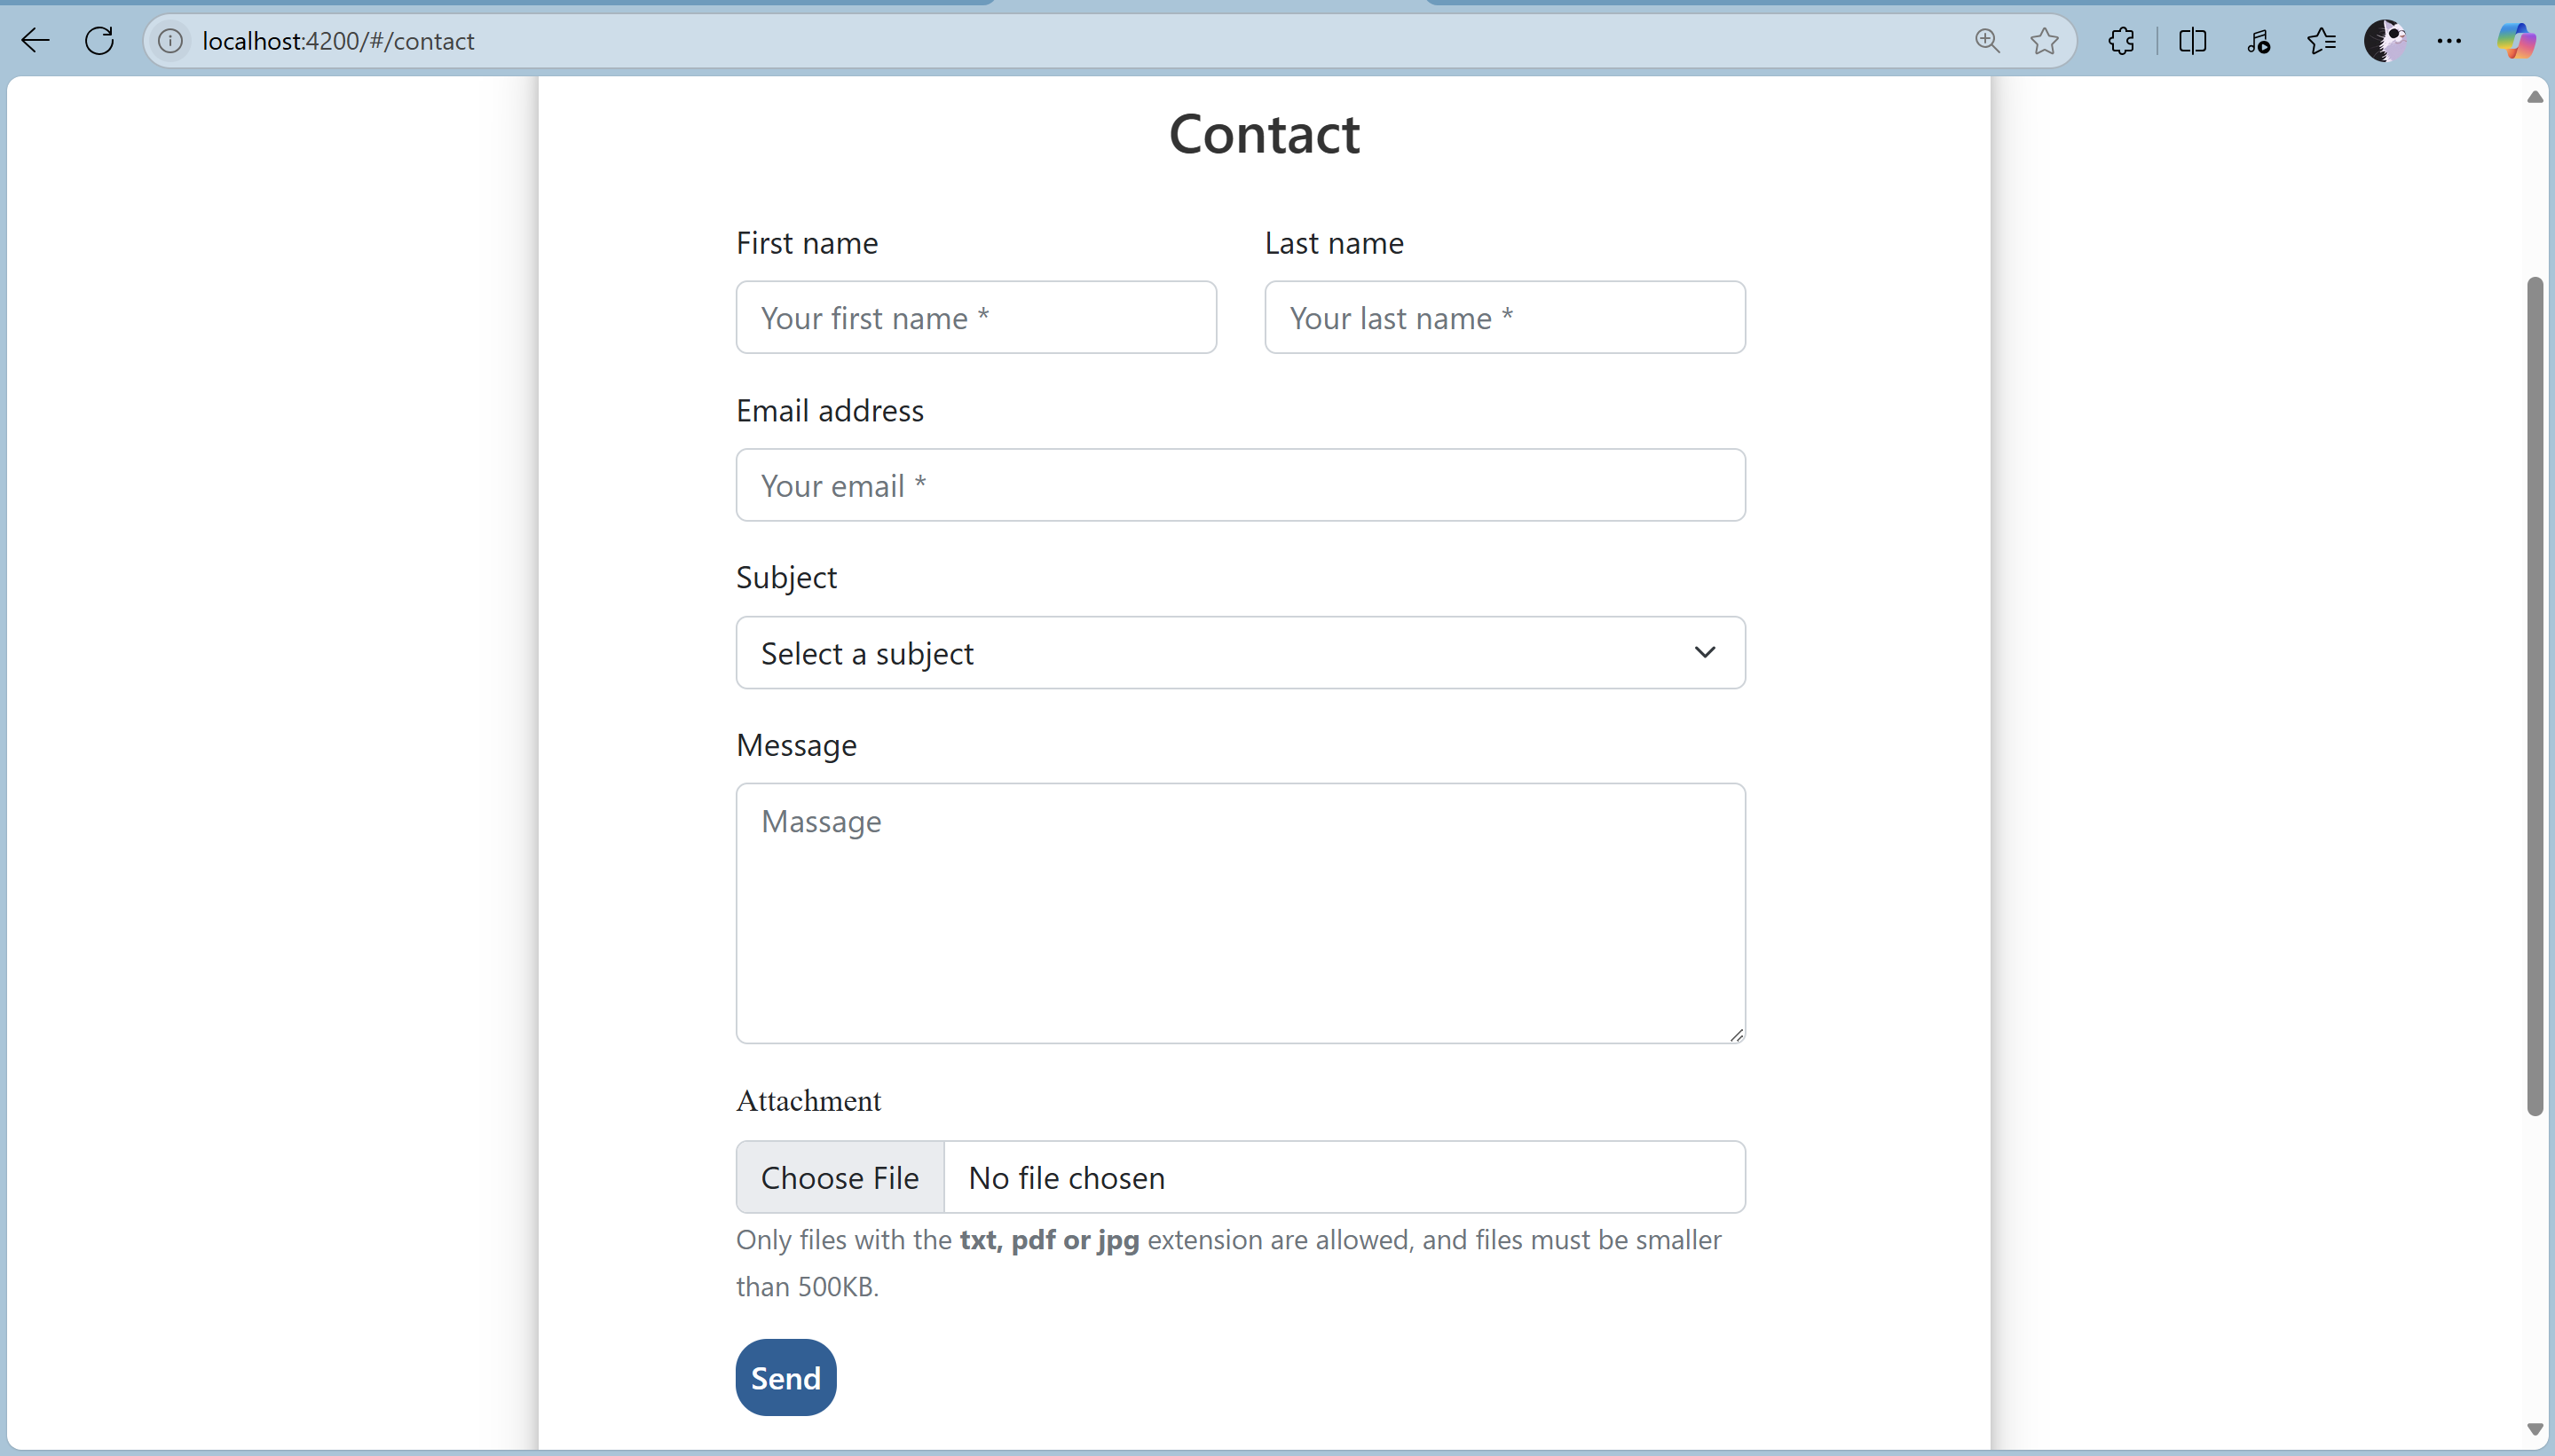 localhost:4200/#/contact
Contact
First name
Last name
Your first name *
Your last name *
Email address
Your email *
Subject
Select a subject
Message
Massage
Attachment
Choose File
No file chosen
Only files with the txt, pdf or jpg extension are allowed, and files must be smaller
than 500KB.
Send